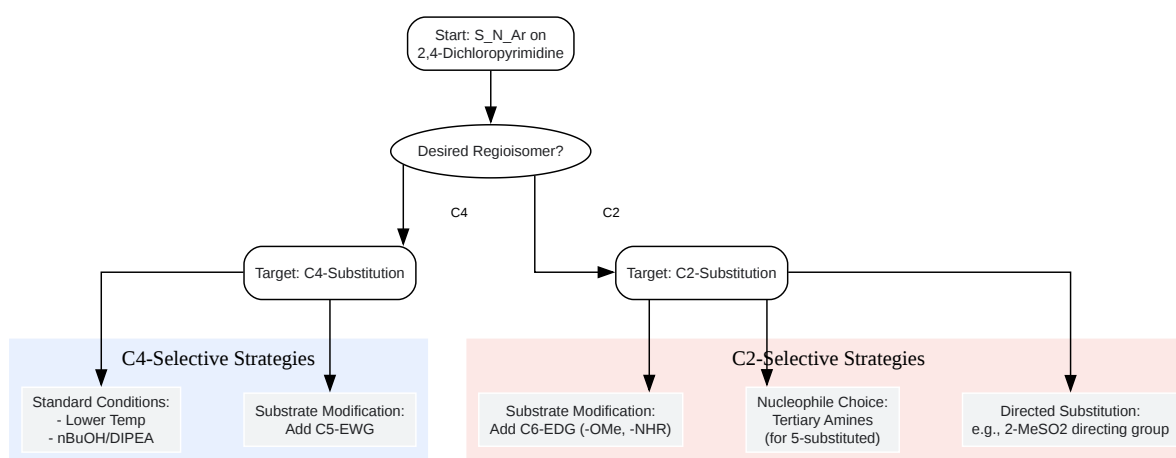 Start: S_N_Ar on
2,4-Dichloropyrimidine
Desired Regioisomer?
C4
C2
Target: C4-Substitution
Target: C2-Substitution
C4-Selective Strategies
C2-Selective Strategies
Standard Conditions:
- Lower Temp
- nBuOH/DIPEA
Substrate Modification:
Add C5-EWG
Substrate Modification:
Add C6-EDG (-OMe, -NHR)
Nucleophile Choice:
Tertiary Amines
(for 5-substituted)
Directed Substitution:
e.g., 2-MeSO2 directing group